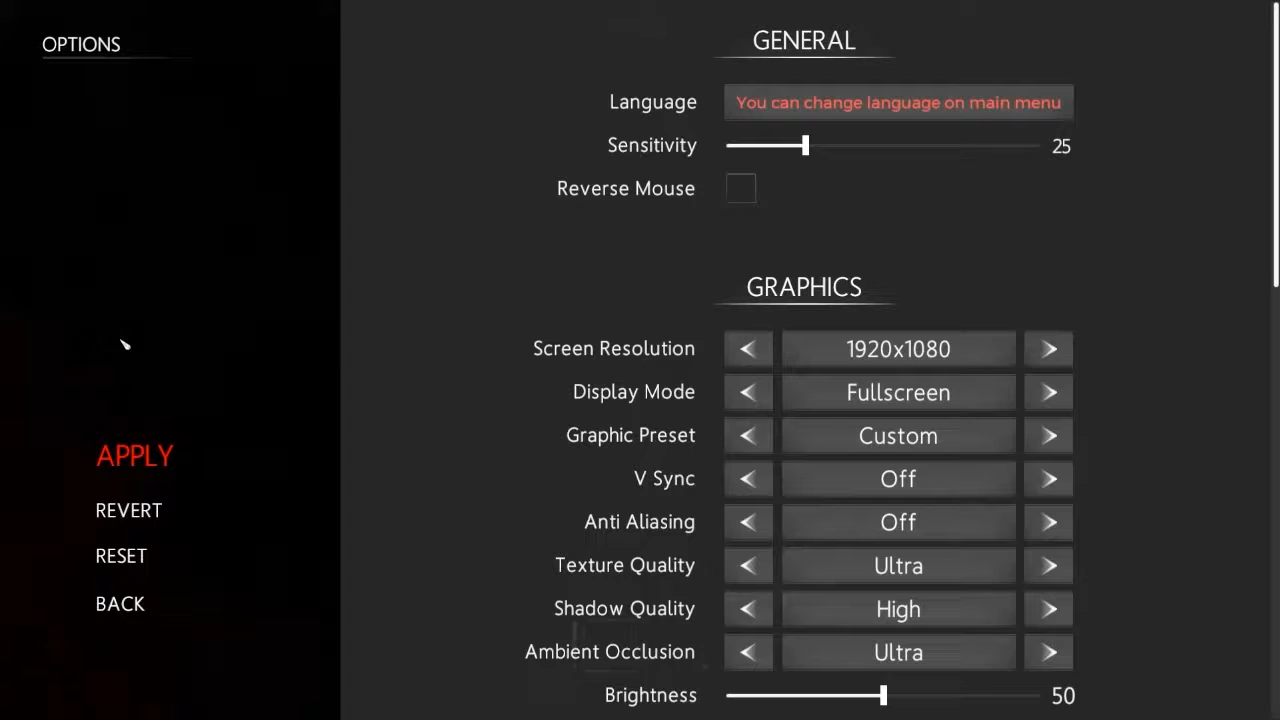 OPTIONS
GENERAL
Language You can change language on main menu
Sensitivity 25
Reverse Mouse
GRAPHICS
Screen Resolution 1920x1080
Display Mode Fullscreen
Graphic Preset Custom
V Sync Off
Anti Aliasing Off
Texture Quality Ultra
Shadow Quality High
Ambient Occlusion Ultra
Brightness 50
APPLY
REVERT
RESET
BACK